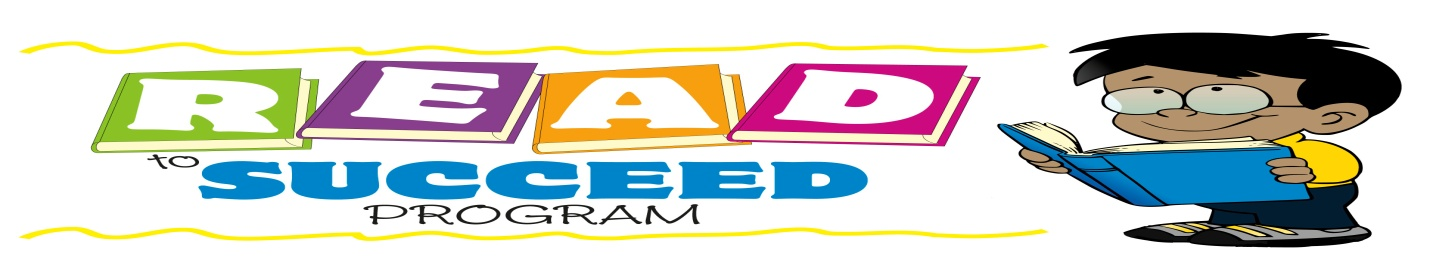 READ
to
SUCCEED
PROGRAM